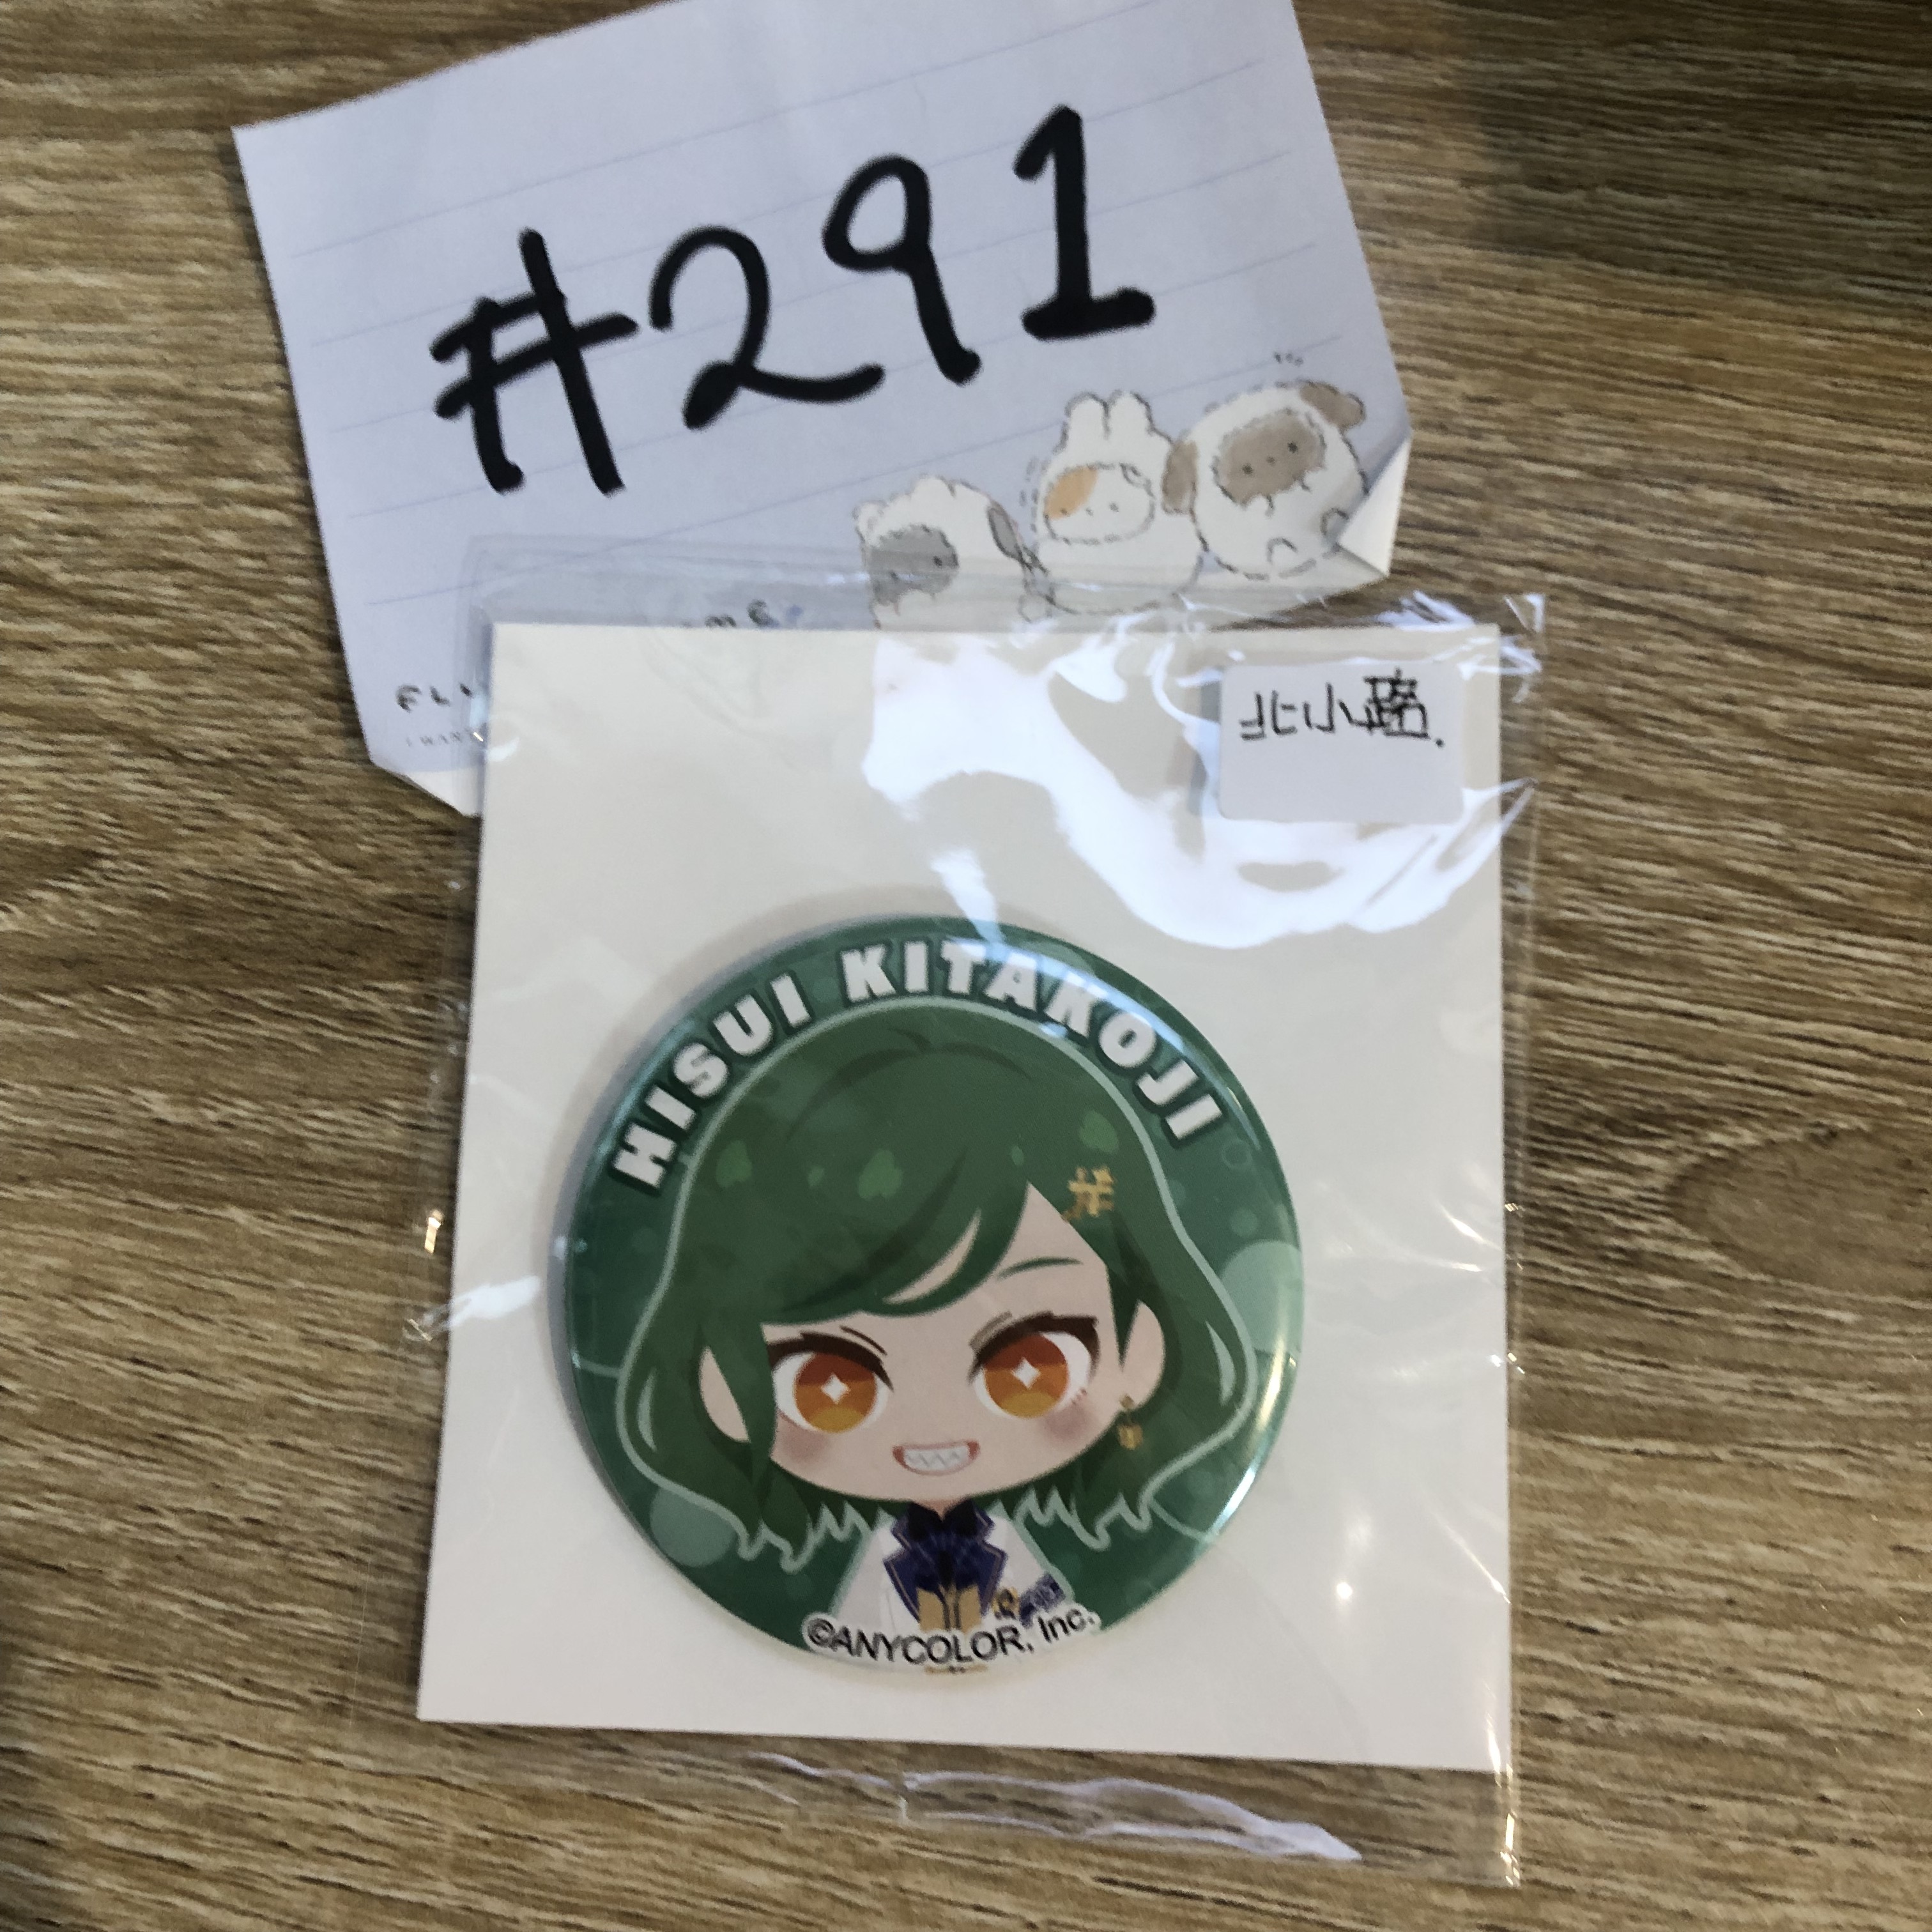 #291
北小路.
HISUI KITAKOJI
©ANYCOLOR, Inc.